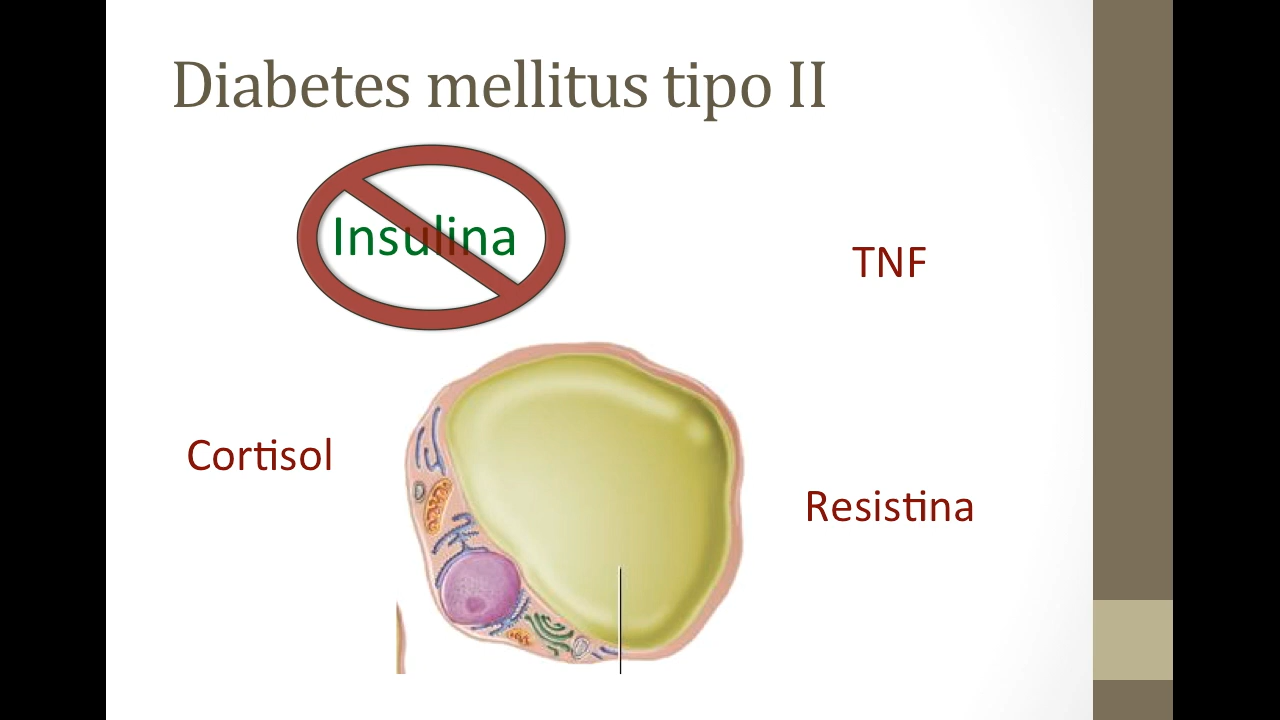 Diabetes mellitus tipo II
Insulina
TNF
Cortisol
Resistina